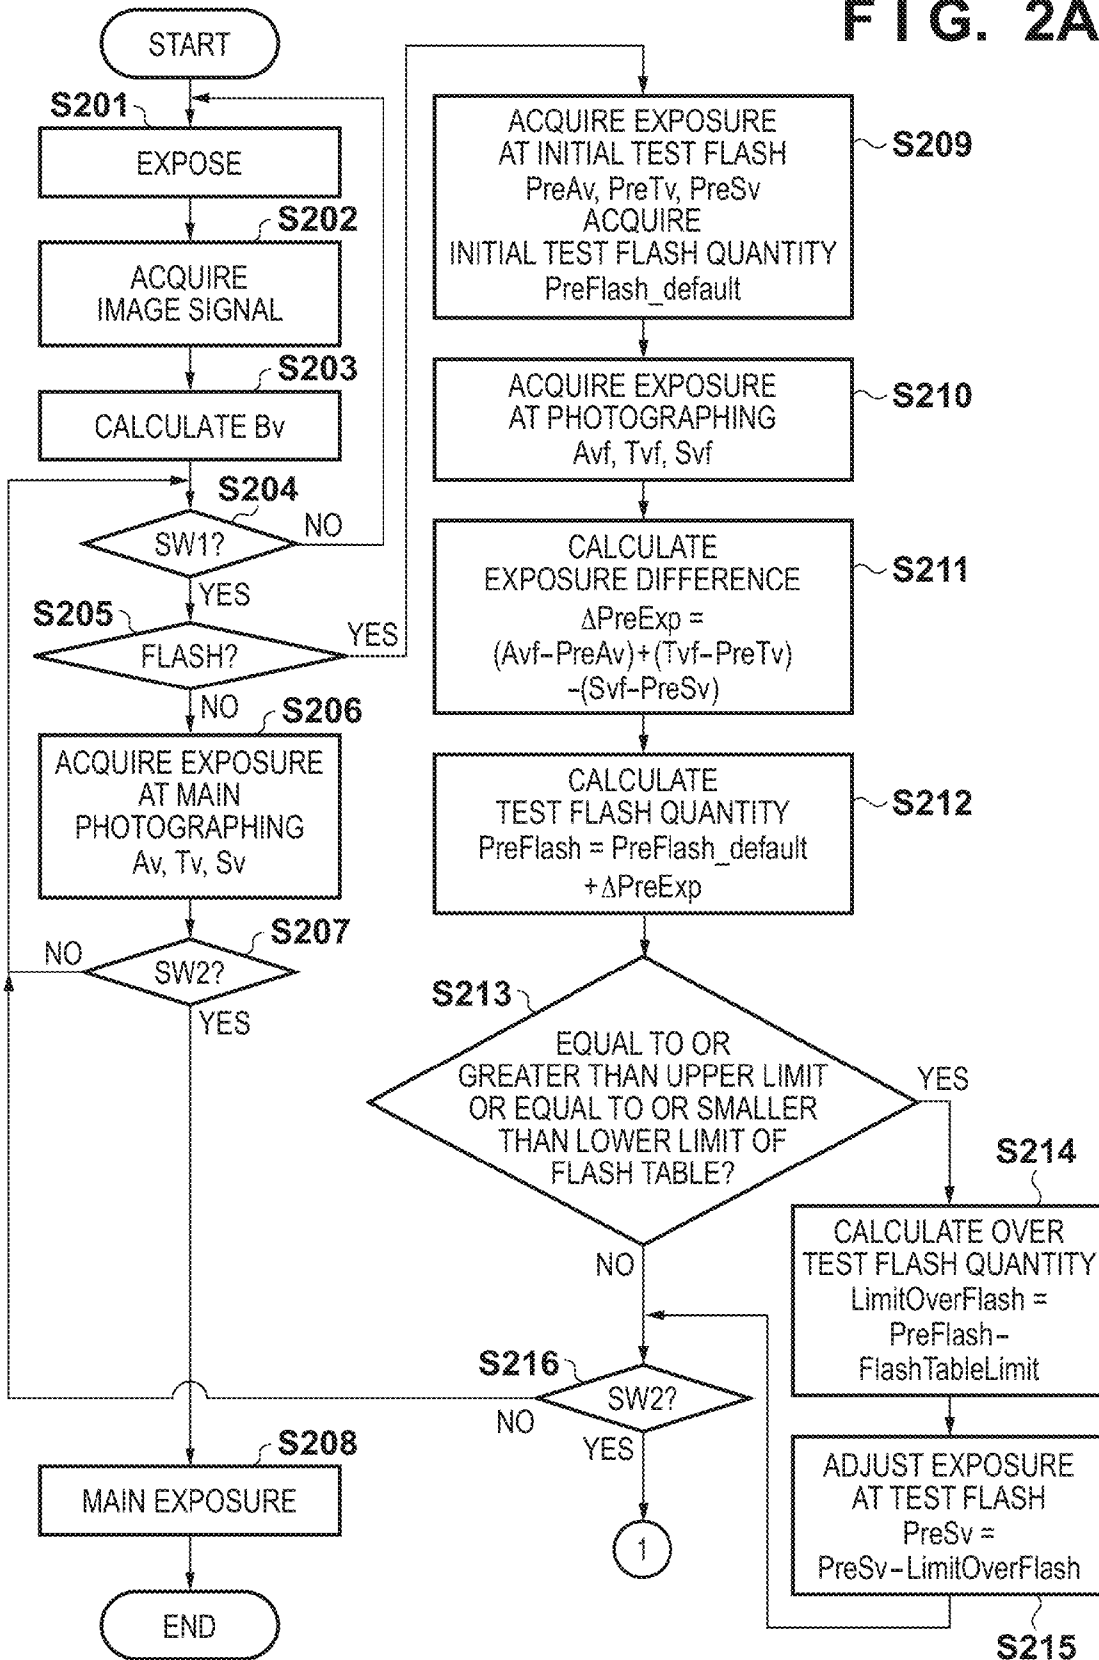 FIG. 2A
START
S201
EXPOSE
S202
ACQUIRE
IMAGE SIGNAL
S203
CALCULATE Bv
S204
SW1?
NO
YES
S205
FLASH?
YES
NO
S206
ACQUIRE EXPOSURE
AT MAIN
PHOTOGRAPHING
Av, Tv, Sv
S207
SW2?
NO
YES
S208
MAIN EXPOSURE
END
S209
ACQUIRE EXPOSURE
AT INITIAL TEST FLASH
PreAv, PreTv, PreSv
ACQUIRE
INITIAL TEST FLASH QUANTITY
PreFlash_default
S210
ACQUIRE EXPOSURE
AT PHOTOGRAPHING
Avf, Tvf, Svf
S211
CALCULATE
EXPOSURE DIFFERENCE
ΔPreExp =
(Avf-PreAv)+(Tvf-PreTv)
-(Svf-PreSv)
S212
CALCULATE
TEST FLASH QUANTITY
PreFlash = PreFlash_default
+ΔPreExp
S213
EQUAL TO OR
GREATER THAN UPPER LIMIT
OR EQUAL TO OR SMALLER
THAN LOWER LIMIT OF
FLASH TABLE?
YES
NO
S214
CALCULATE OVER
TEST FLASH QUANTITY
LimitOverFlash =
PreFlash-
FlashTableLimit
S215
ADJUST EXPOSURE
AT TEST FLASH
PreSv =
PreSv-LimitOverFlash
S216
SW2?
NO
YES
1